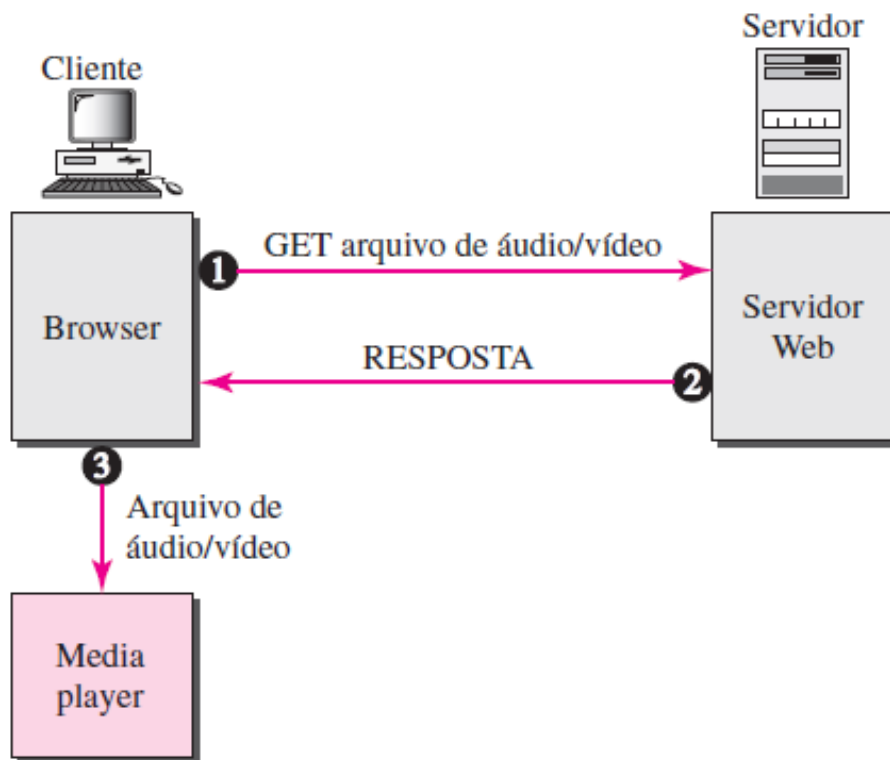 Servidor
Cliente
GET arquivo de áudio/vídeo
1
Browser
Servidor
Web
RESPOSTA
2
3
Arquivo de
áudio/vídeo
Media
player